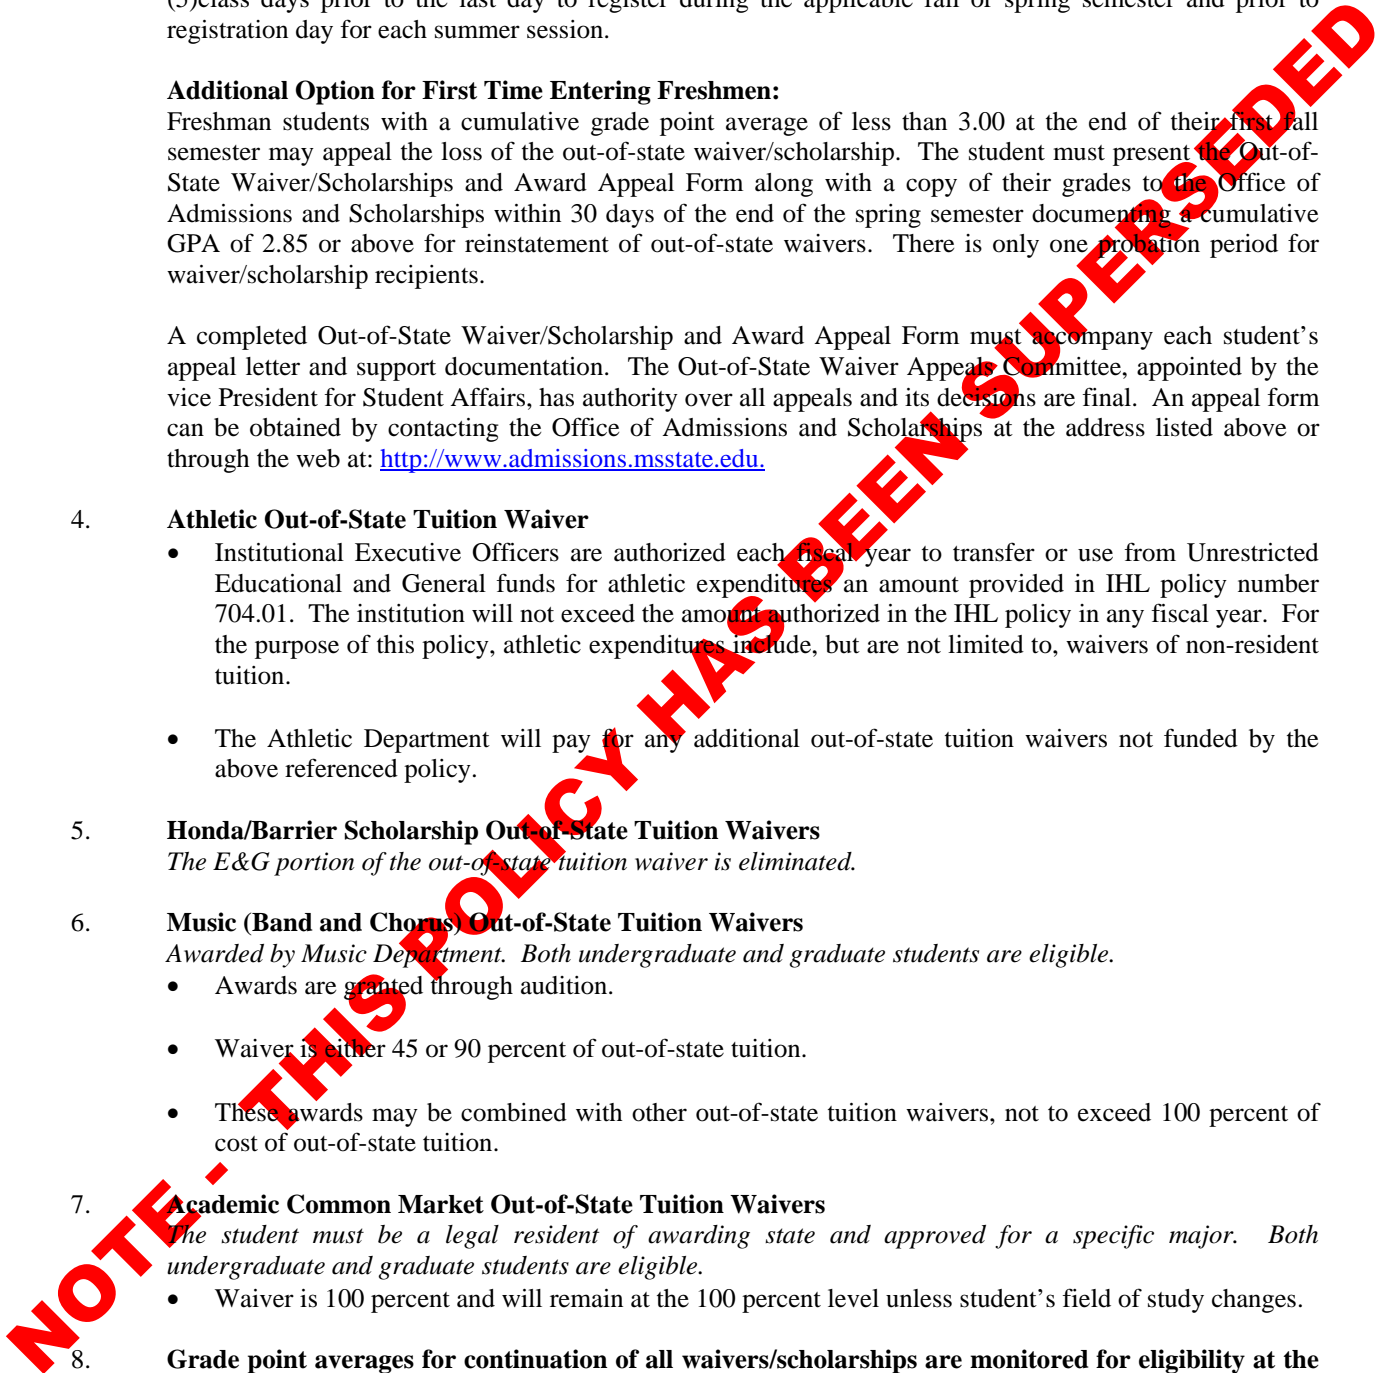 (5)class days prior to the last day to register during the applicable fall or spring semester and prior to
registration day for each summer session.
Additional Option for First Time Entering Freshmen:
Freshman students with a cumulative grade point average of less than 3.00 at the end of their first fall
semester may appeal the loss of the out-of-state waiver/scholarship. The student must present the Out-of-
State Waiver/Scholarships and Award Appeal Form along with a copy of their grades to the Office of
Admissions and Scholarships within 30 days of the end of the spring semester documenting a cumulative
GPA of 2.85 or above for reinstatement of out-of-state waivers. There is only one probation period for
waiver/scholarship recipients.
A completed Out-of-State Waiver/Scholarship and Award Appeal Form must accompany each student's
appeal letter and support documentation. The Out-of-State Waiver Appeals Committee, appointed by the
vice President for Student Affairs, has authority over all appeals and its decisions are final. An appeal form
can be obtained by contacting the Office of Admissions and Scholarships at the address listed above or
through the web at: http://www.admissions.msstate.edu.
4. Athletic Out-of-State Tuition Waiver
• Institutional Executive Officers are authorized each fiscal year to transfer or use from Unrestricted
Educational and General funds for athletic expenditures an amount provided in IHL policy number
704.01. The institution will not exceed the amount authorized in the IHL policy in any fiscal year. For
the purpose of this policy, athletic expenditures include, but are not limited to, waivers of non-resident
tuition.
• The Athletic Department will pay for any additional out-of-state tuition waivers not funded by the
above referenced policy.
5. Honda/Barrier Scholarship Out-of-State Tuition Waivers
The E&G portion of the out-of-state tuition waiver is eliminated.
6. Music (Band and Chorus) Out-of-State Tuition Waivers
Awarded by Music Department. Both undergraduate and graduate students are eligible.
• Awards are granted through audition.
• Waiver is either 45 or 90 percent of out-of-state tuition.
• These awards may be combined with other out-of-state tuition waivers, not to exceed 100 percent of
cost of out-of-state tuition.
7. Academic Common Market Out-of-State Tuition Waivers
The student must be a legal resident of awarding state and approved for a specific major. Both
undergraduate and graduate students are eligible.
• Waiver is 100 percent and will remain at the 100 percent level unless student's field of study changes.
8. Grade point averages for continuation of all waivers/scholarships are monitored for eligibility at the
NOTE - THIS POLICY HAS BEEN SUPERSEDED